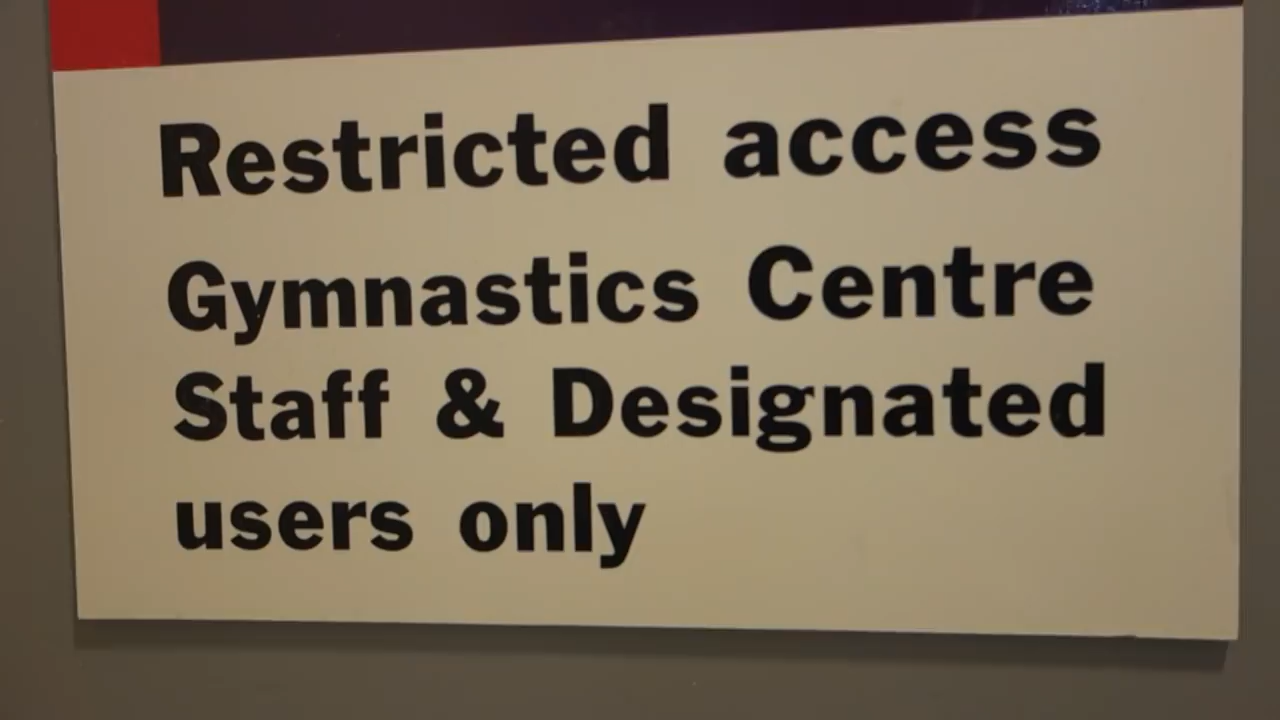 Restricted access
Gymnastics Centre
Staff & Designated
users only